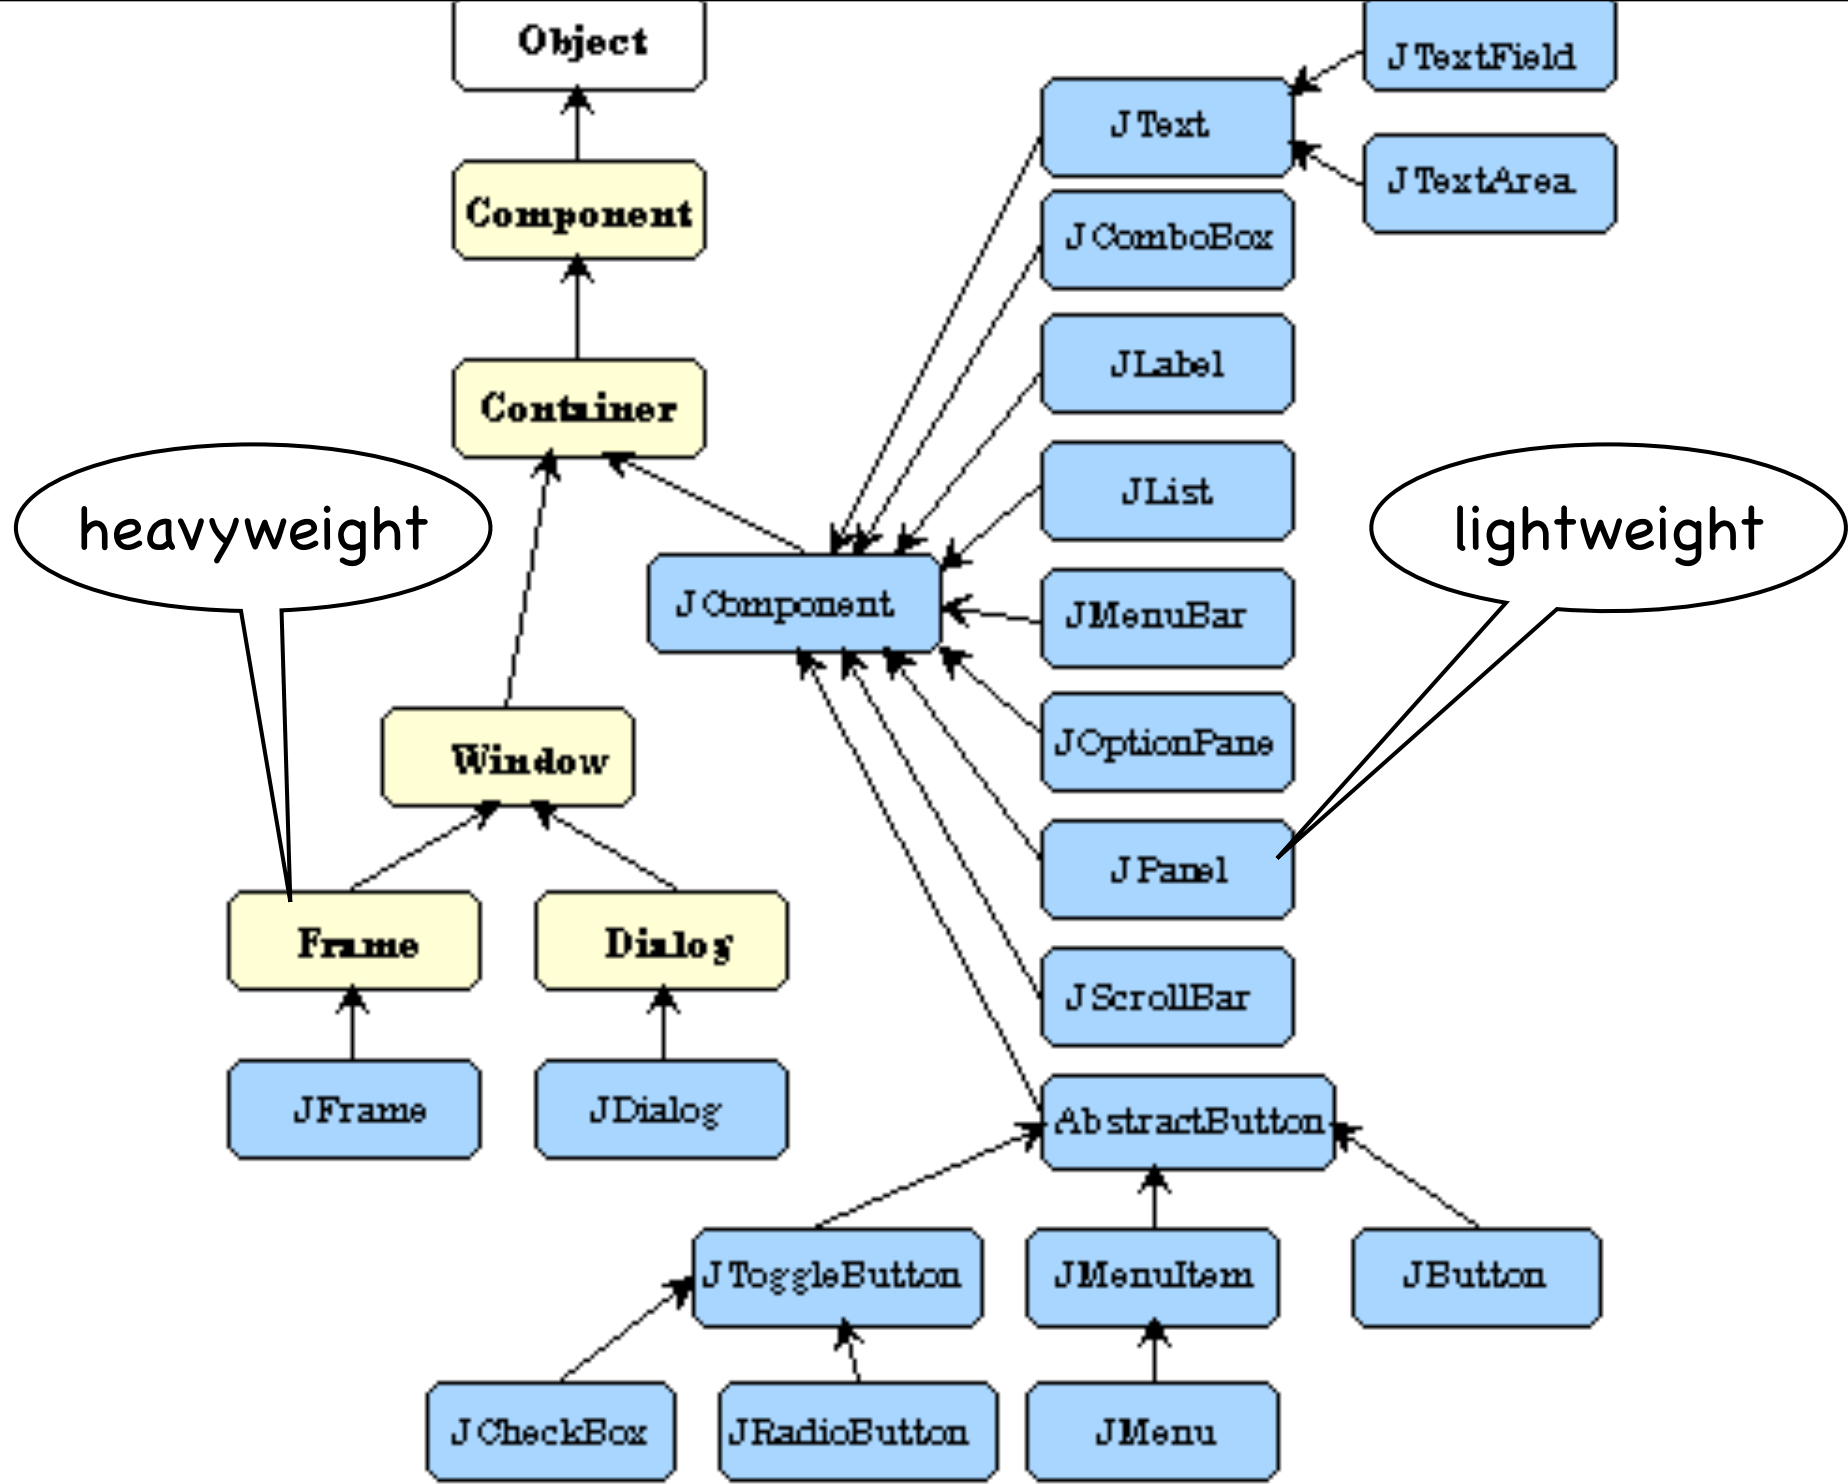 Object
JTextField
JText
JTextArea
Component
JComboBox
JLabel
Container
heavyweight
JList
lightweight
JComponent
JMenuBar
Window
JOptionPane
JPanel
Frame
Dialog
JScrollBar
JFrame
JDialog
AbstractButton
JToggleButton
JMenuItem
JButton
JCheckBox
JRadioButton
JMenu